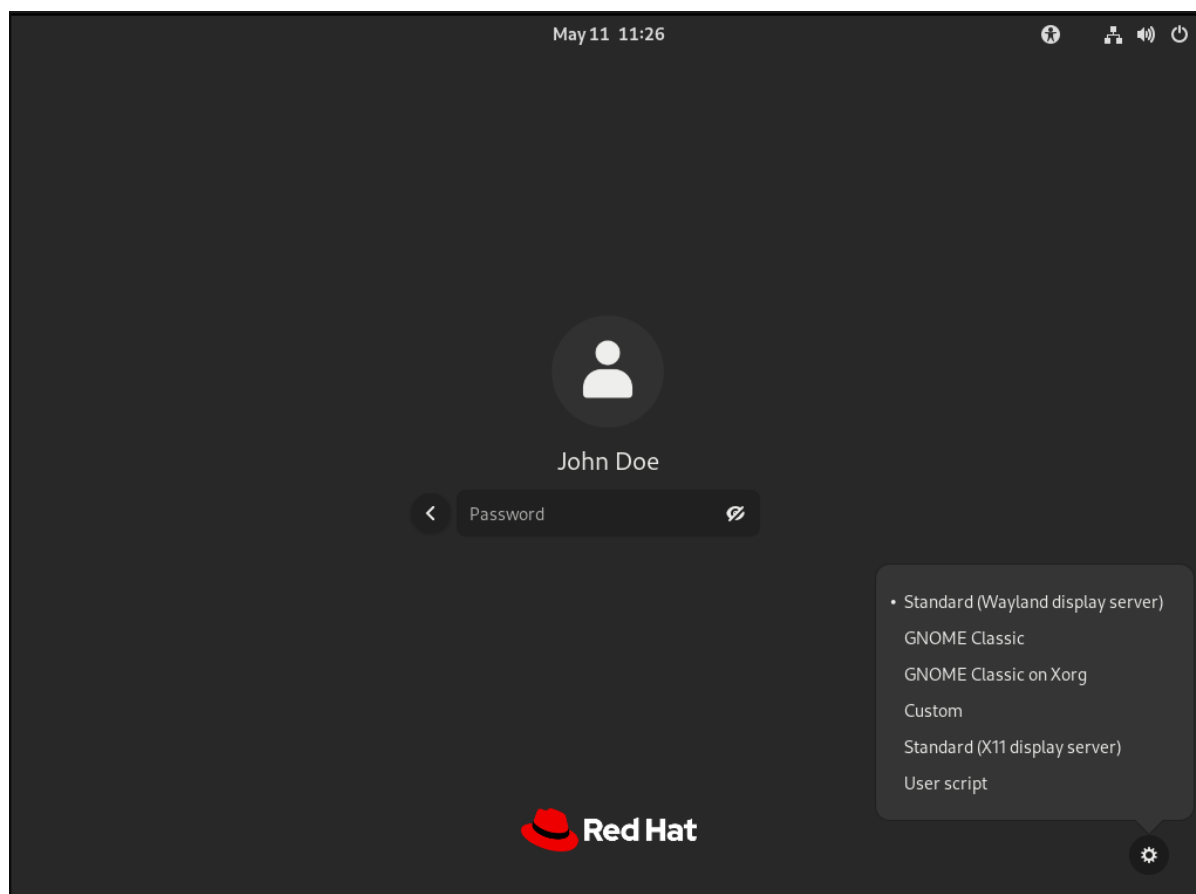 May 11 11:26
John Doe
Password
• Standard (Wayland display server)
GNOME Classic
GNOME Classic on Xorg
Custom
Standard (X11 display server)
User script
Red Hat